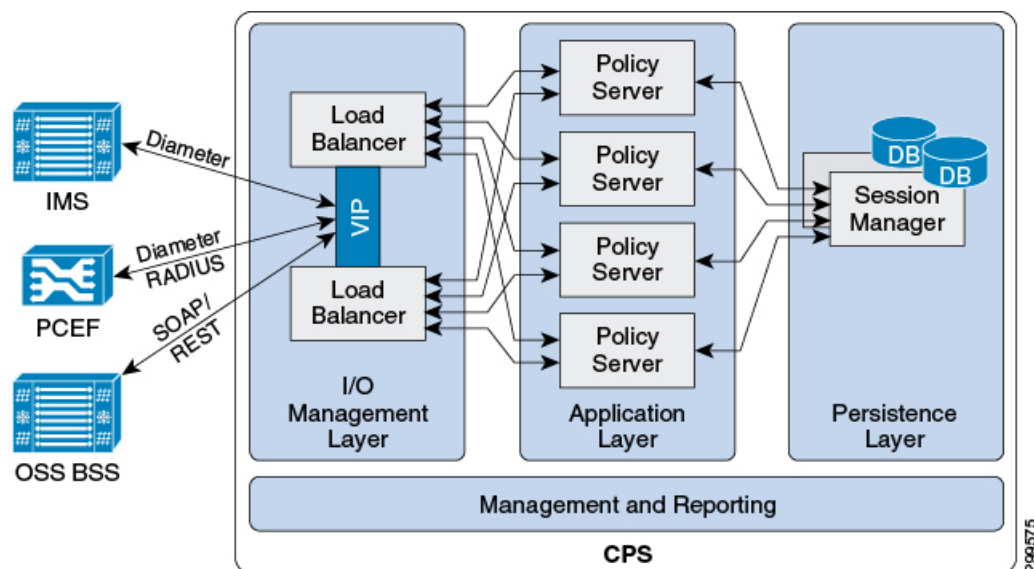 IMS
PCEF
OSS BSS
Diameter
Diameter
RADIUS
SOAP/
REST
Load
Balancer
VIP
Load
Balancer
I/O
Management
Layer
Policy
Server
Policy
Server
Policy
Server
Policy
Server
Application
Layer
DB
DB
Session
Manager
Persistence
Layer
Management and Reporting
CPS